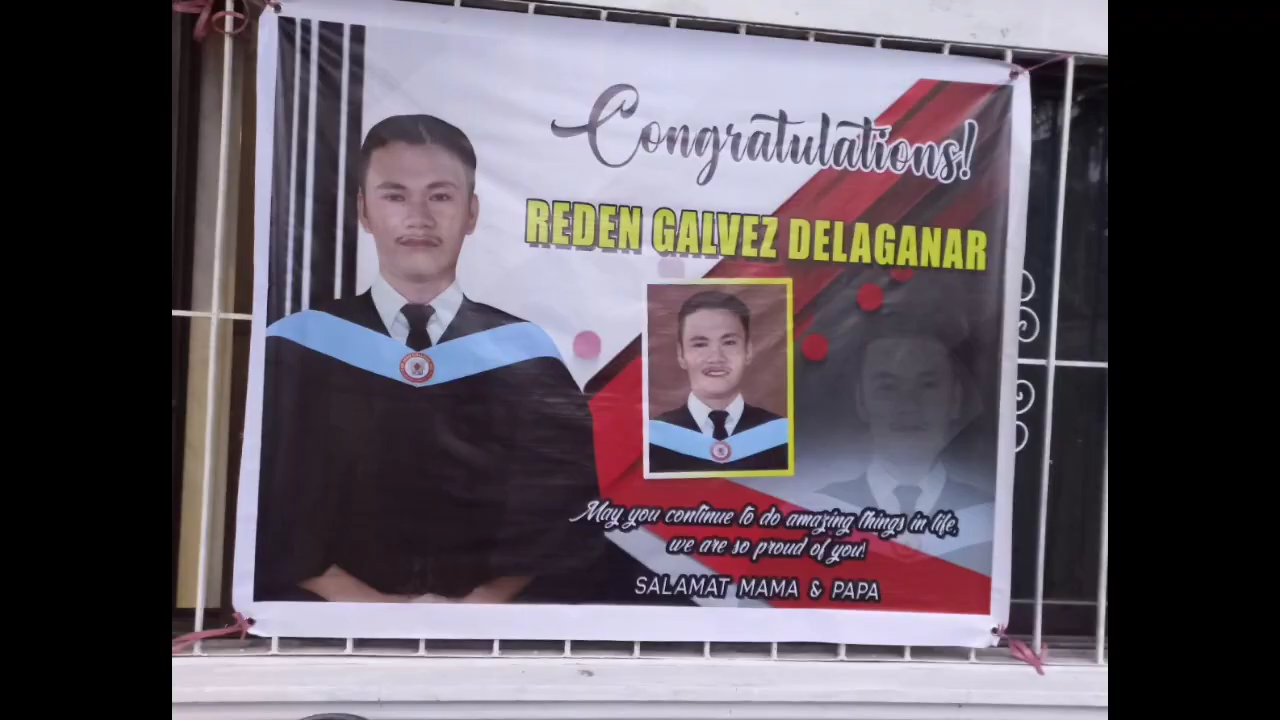 Congratulations!
REDEN GALVEZ DELAGANAR
May you continue to do amazing things in life,
we are so proud of you!
SALAMAT MAMA & PAPA